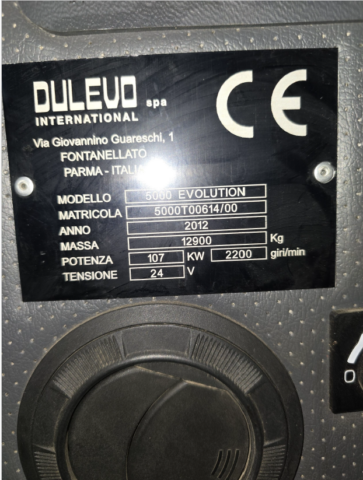 DULEVO spa
INTERNATIONAL
CE
Via Giovannino Guareschi, 1
FONTANELLATO
PARMA - ITALIA
MODELLO 5000 EVOLUTION
MATRICOLA 5000T00614/00
ANNO 2012
MASSA 12900 Kg
POTENZA 107 KW 2200 giri/min
TENSIONE 24 V
O